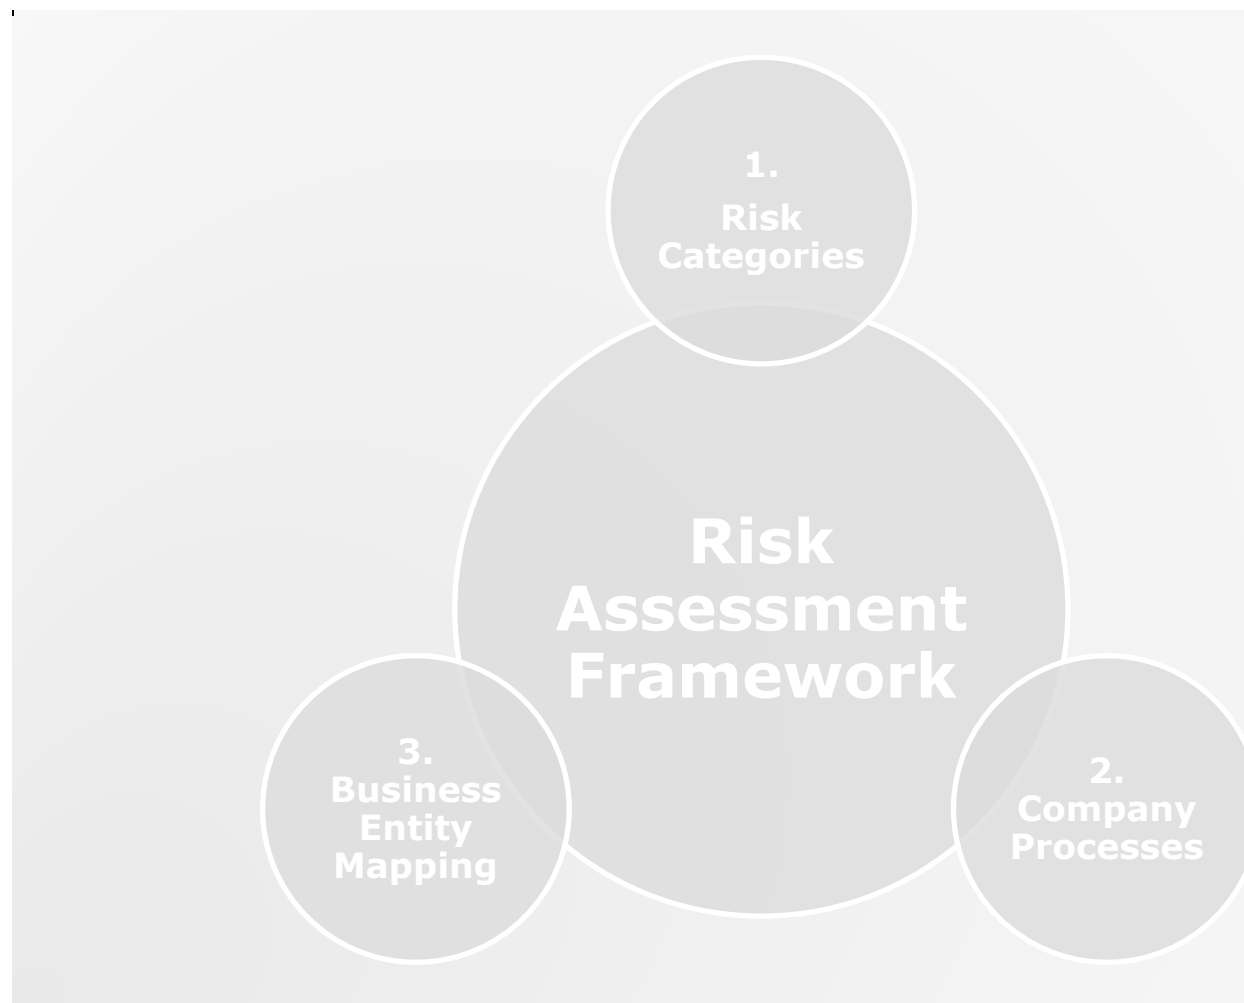 1.
Risk
Categories
Risk
Assessment
Framework
2.
Company
Processes
3.
Business
Entity
Mapping